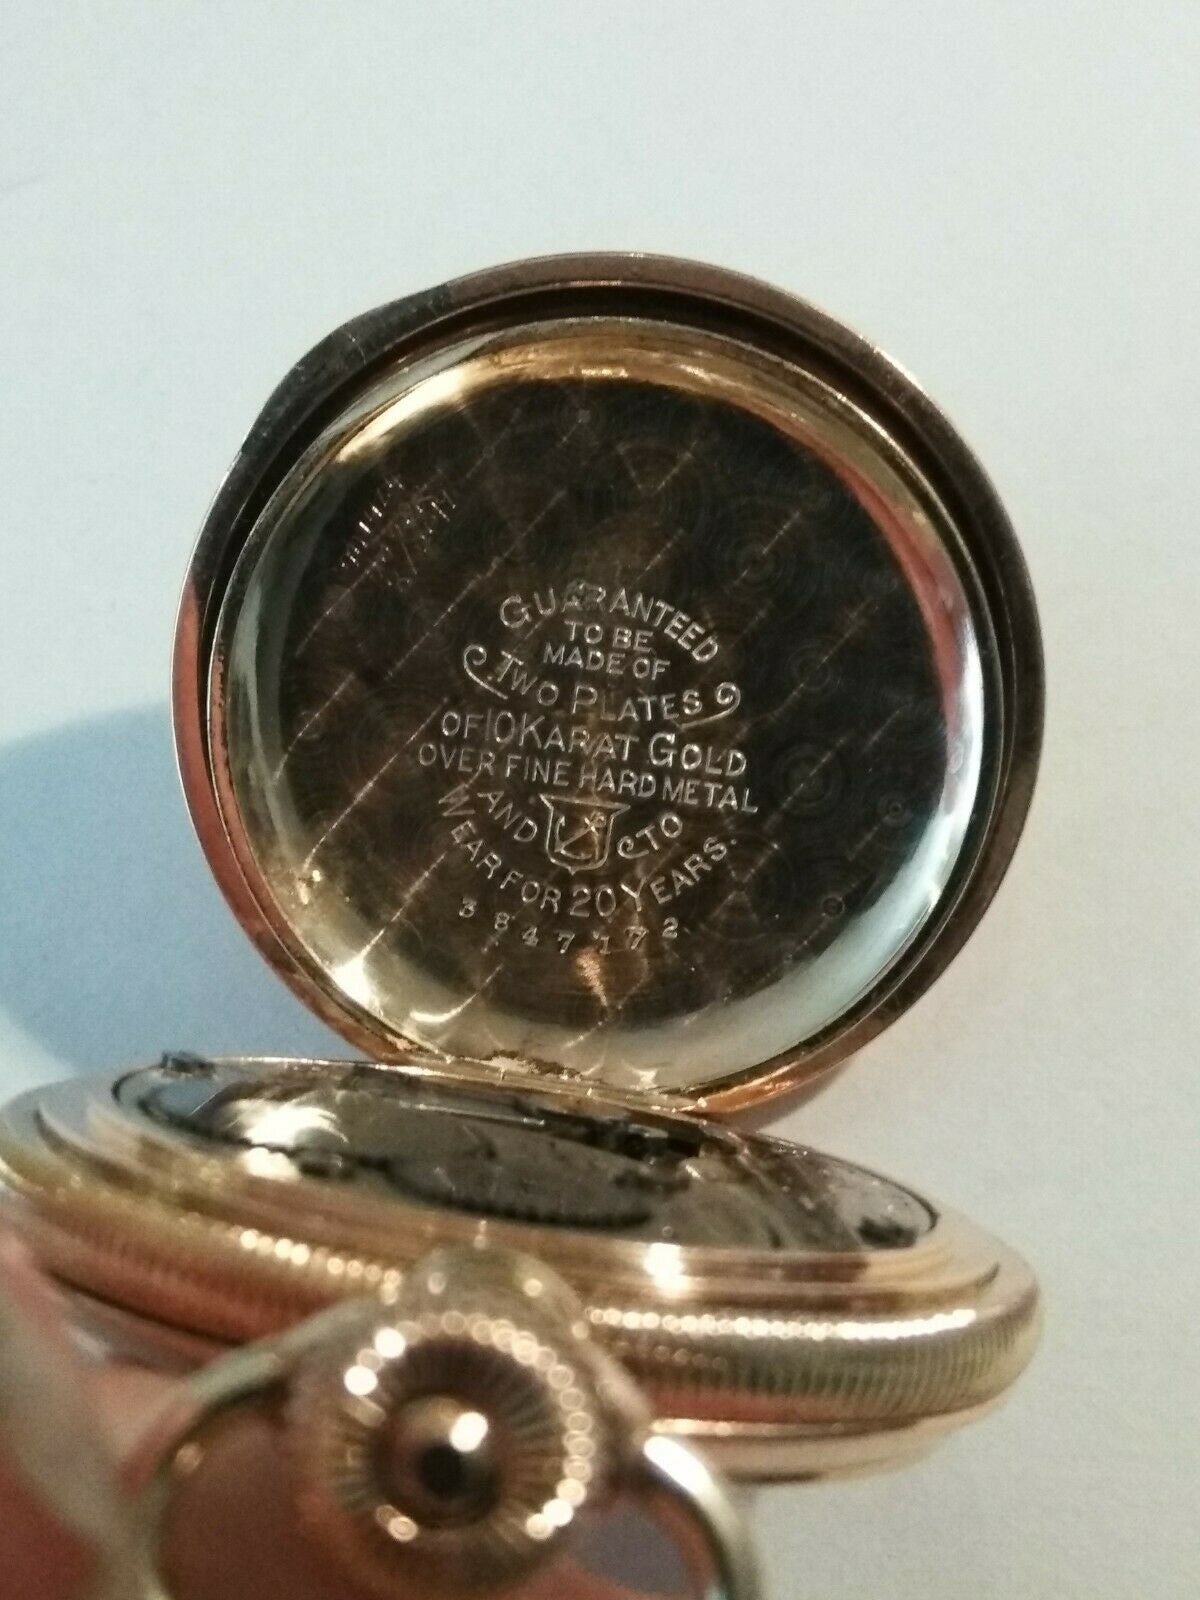 GUARANTEED
TO BE
MADE OF
TWO PLATES
OF 10 KARAT GOLD
OVER FINE HARD METAL
AND TO
WEAR FOR 20 YEARS.
3847172